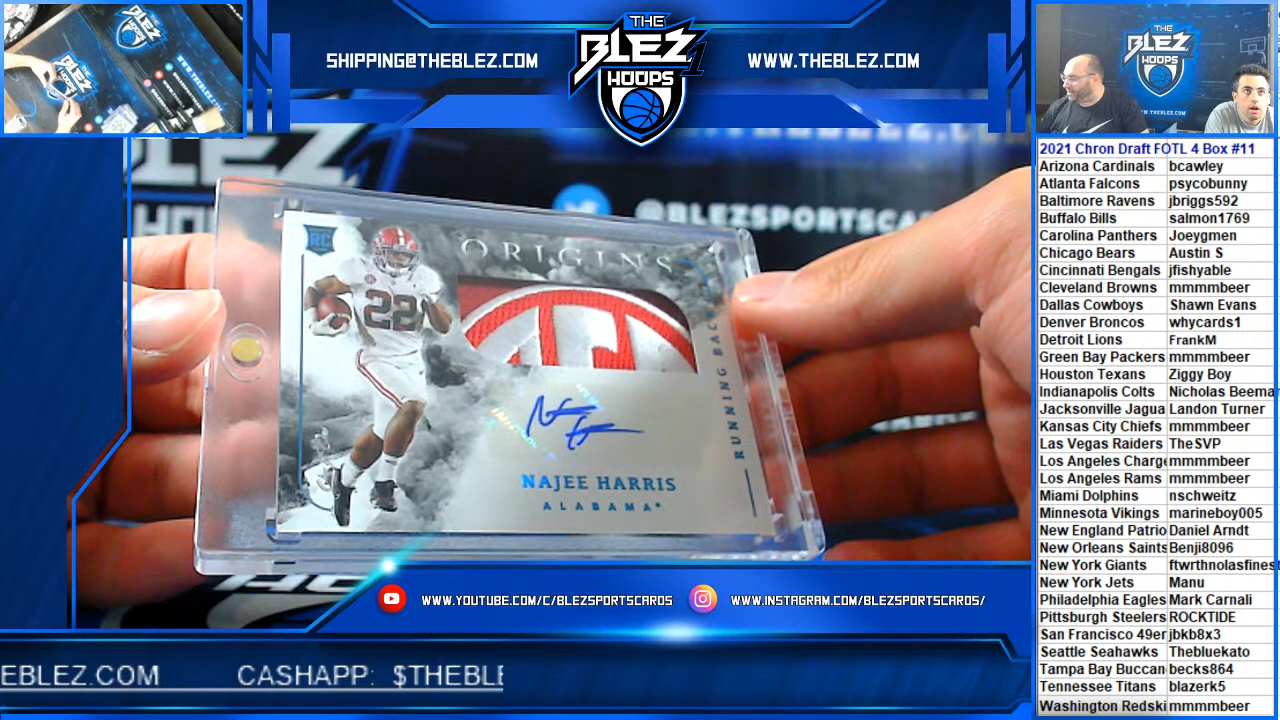 SHIPPING@THEBLEZ.COM
THE
BLEZ
HOOPS
WWW.THEBLEZ.COM
THE
BLEZ
HOOPS
@BLEZSPORTSCARDS
RC
ORIGINS
22
RUNNING BACK
NAJEE HARRIS
ALABAMA*
WWW.YOUTUBE.COM/C/BLEZSPORTSCARDS
WWW.INSTAGRAM.COM/BLEZSPORTSCARDS/
EBLEZ.COM CASHAPP: $THEBLE
2021 Chron Draft FOTL 4 Box #11
Arizona Cardinals bcawley
Atlanta Falcons psycobunny
Baltimore Ravens jbriggs592
Buffalo Bills salmon1769
Carolina Panthers Joeygmen
Chicago Bears Austin S
Cincinnati Bengals jfishyable
Cleveland Browns mmmmbeer
Dallas Cowboys Shawn Evans
Denver Broncos whycards1
Detroit Lions FrankM
Green Bay Packers mmmmbeer
Houston Texans Ziggy Boy
Indianapolis Colts Nicholas Beema
Jacksonville Jagua Landon Turner
Kansas City Chiefs mmmmbeer
Las Vegas Raiders TheSVP
Los Angeles Charge mmmmbeer
Los Angeles Rams mmmmbeer
Miami Dolphins nschweitz
Minnesota Vikings marineboy005
New England Patrio Daniel Arndt
New Orleans Saints Benji8096
New York Giants ftwrthnolasfinest
New York Jets Manu
Philadelphia Eagles Mark Carnali
Pittsburgh Steelers ROCKTIDE
San Francisco 49er jbkb8x3
Seattle Seahawks Thebluekato
Tampa Bay Buccan becks864
Tennessee Titans blazerk5
Washington Redski mmmmbeer